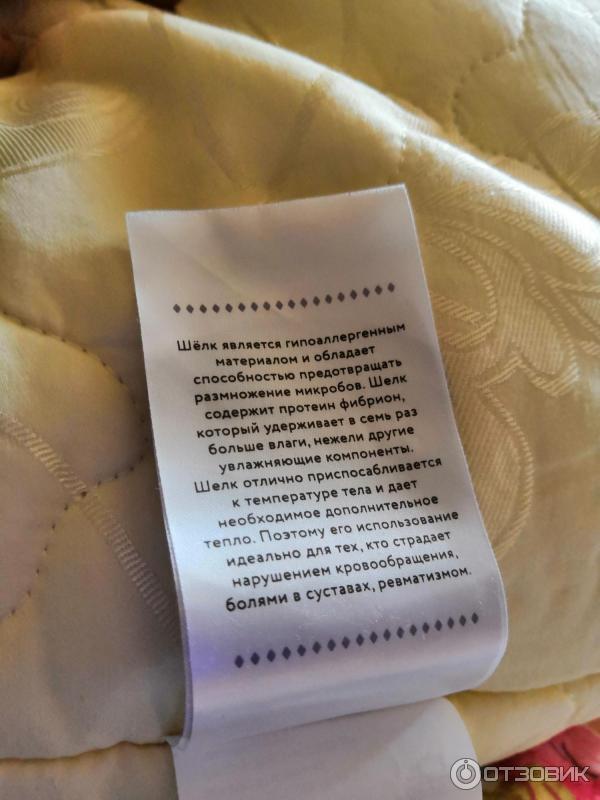 Шёлк является гипоаллергенным
материалом и обладает
способностью предотвращать
размножение микробов. Шелк
содержит протеин фибрион,
который удерживает в семь раз
больше влаги, нежели другие
увлажняющие компоненты.
Шелк отлично приспосабливается
к температуре тела и дает
необходимое дополнительное
тепло. Поэтому его использование
идеально для тех, кто страдает
нарушением кровообращения,
болями в суставах, ревматизмом.
ОТЗОВИК